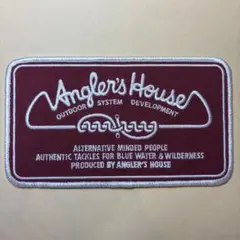 Angler's House
OUTDOOR SYSTEM DEVELOPMENT
ALTERNATIVE MINDED PEOPLE
AUTHENTIC TACKLES FOR BLUE WATER & WILDERNESS
PRODUCED BY ANGLER'S HOUSE